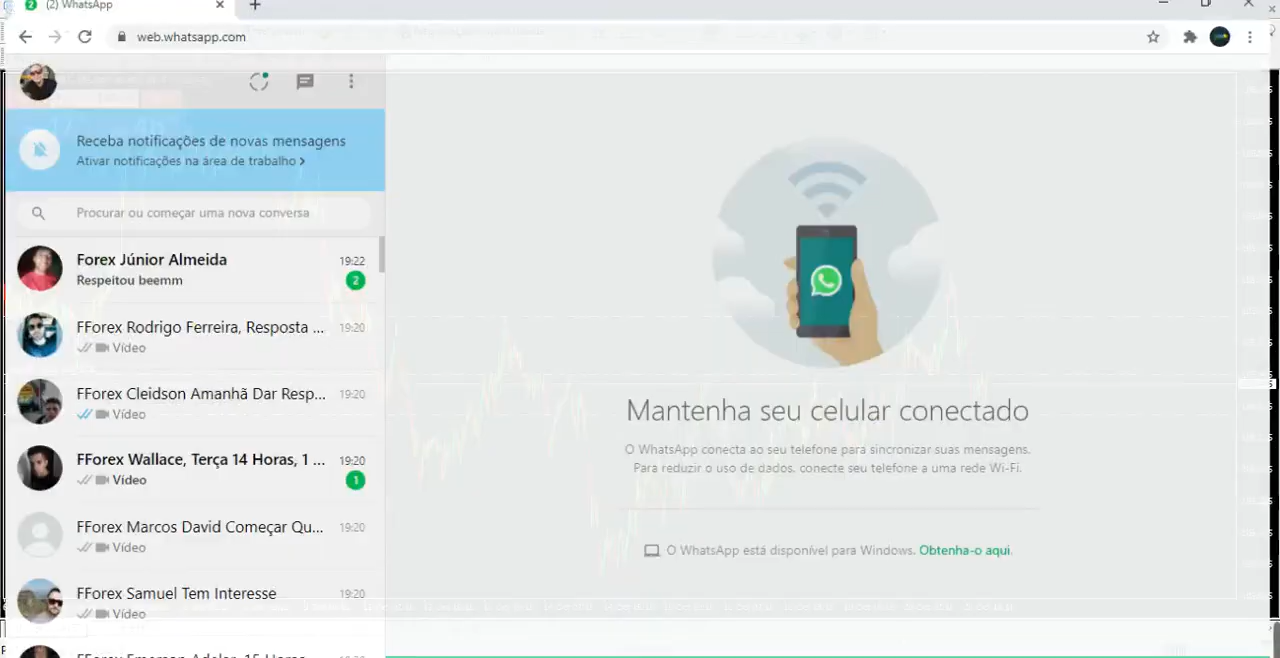 (2) WhatsApp
web.whatsapp.com
Receba notificações de novas mensagens
Ativar notificações na área de trabalho
Procurar ou começar uma nova conversa
Forex Júnior Almeida 19:22
Respeitou beemm 2
FForex Rodrigo Ferreira, Resposta ... 19:20
Vídeo
FForex Cleidson Amanhã Dar Resp... 19:20
Vídeo
FForex Wallace, Terça 14 Horas, 1 ... 19:20
Vídeo 1
FForex Marcos David Começar Qu... 19:20
Vídeo
FForex Samuel Tem Interesse 19:20
Vídeo
Mantenha seu celular conectado
O WhatsApp conecta ao seu telefone para sincronizar suas mensagens.
Para reduzir o uso de dados, conecte seu telefone a uma rede Wi-Fi.
O WhatsApp está disponível para Windows. Obtenha-o aqui.